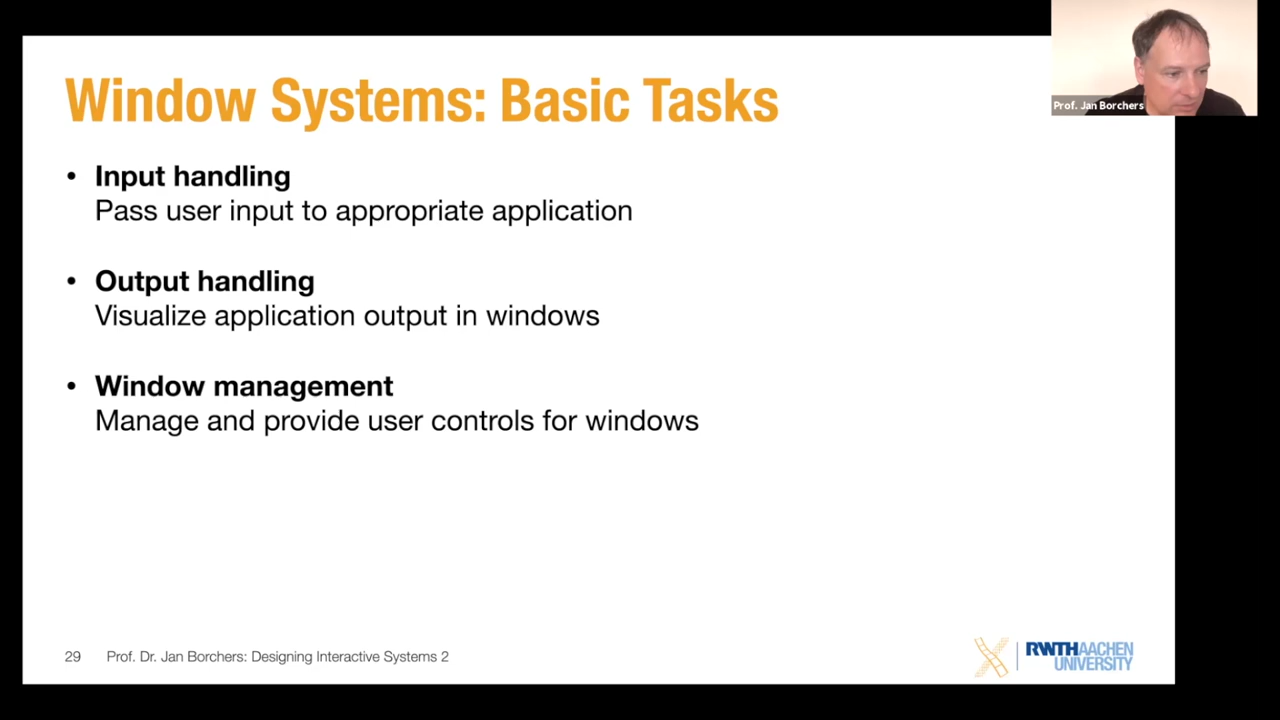 Window Systems: Basic Tasks
Prof. Jan Borchers
• Input handling
Pass user input to appropriate application
• Output handling
Visualize application output in windows
• Window management
Manage and provide user controls for windows
29 Prof. Dr. Jan Borchers: Designing Interactive Systems 2
RWTHAACHEN
UNIVERSITY